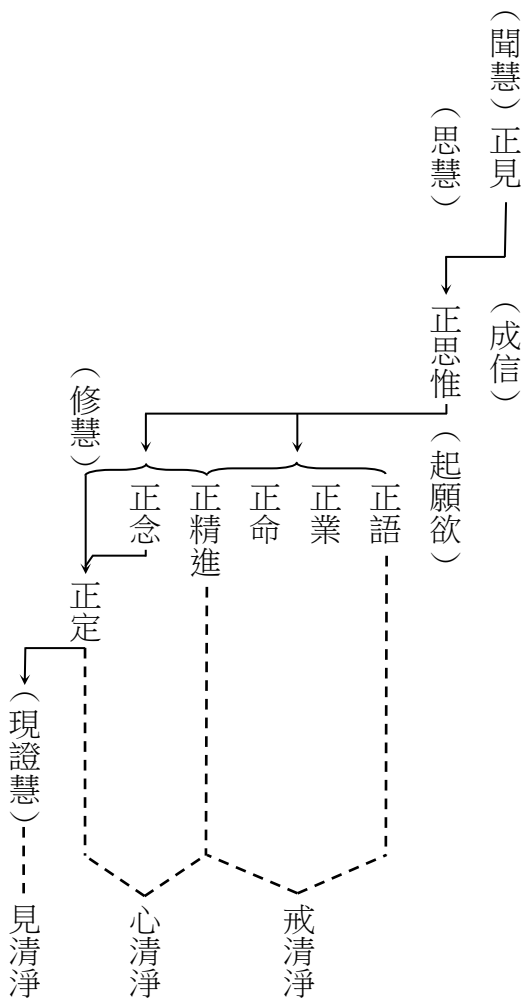 （聞慧）正見
（成信）
（思慧）
正思惟
（起願欲）
正語
正業
正命
正精進
正念
（修慧）
正定
（現證慧）
戒清淨
心清淨
見清淨